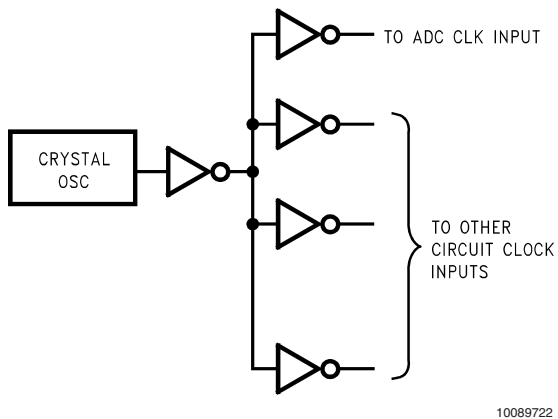 TO ADC CLK INPUT
CRYSTAL
OSC
TO OTHER
CIRCUIT CLOCK
INPUTS
10089722